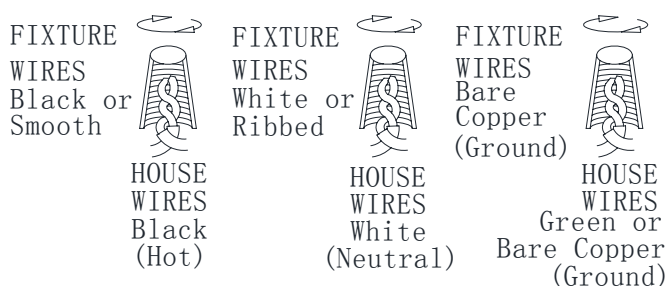 FIXTURE
WIRES
Black or
Smooth
HOUSE
WIRES
Black
(Hot)
FIXTURE
WIRES
White or
Ribbed
HOUSE
WIRES
White
(Neutral)
FIXTURE
WIRES
Bare
Copper
(Ground)
HOUSE
WIRES
Green or
Bare Copper
(Ground)